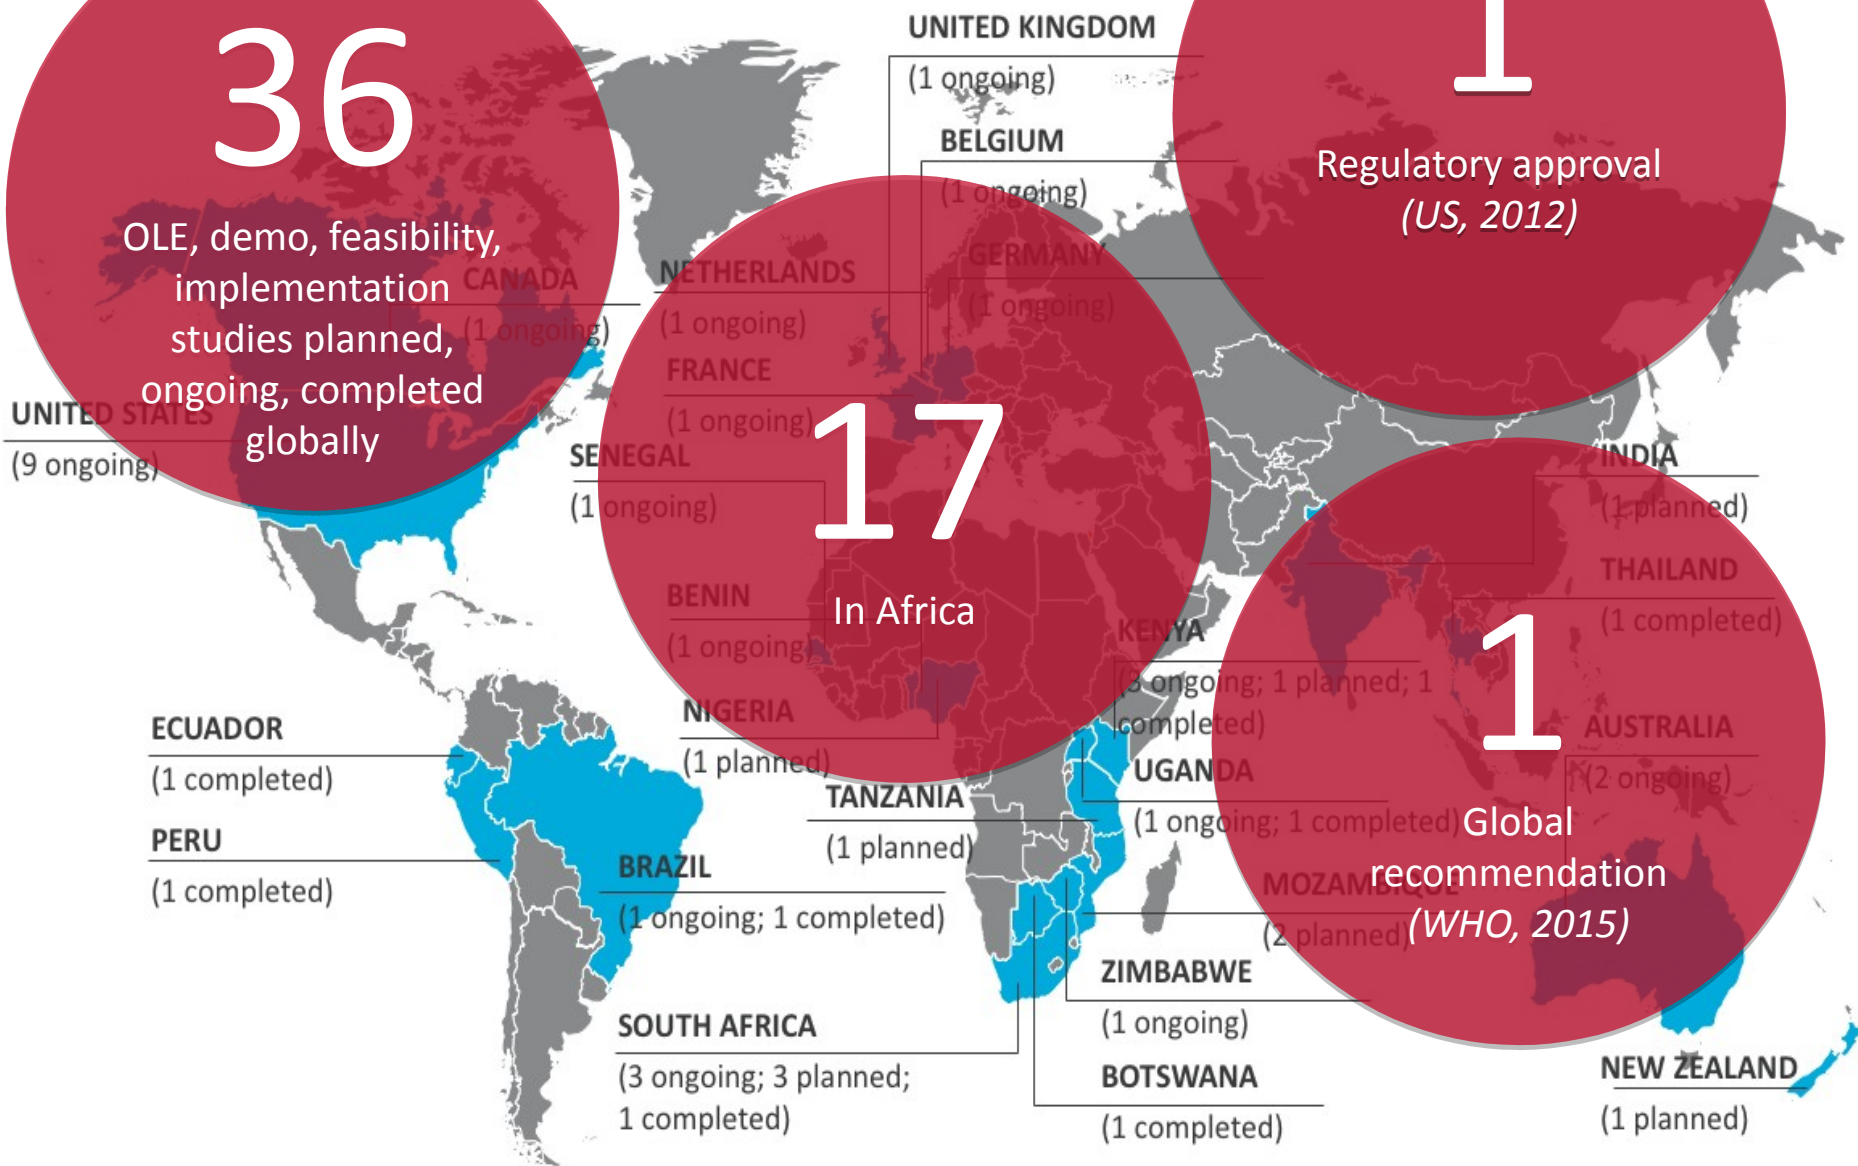 36
OLE, demo, feasibility,
implementation
studies planned,
ongoing, completed
globally
1
Regulatory approval
(US, 2012)
17
In Africa
1
Global
recommendation
(WHO, 2015)
UNITED KINGDOM
(1 ongoing)
BELGIUM
(1 ongoing)
GERMANY
(1 ongoing)
CANADA
(1 ongoing)
NETHERLANDS
(1 ongoing)
FRANCE
(1 ongoing)
UNITED STATES
(9 ongoing)
SENEGAL
(1 ongoing)
INDIA
(1 planned)
THAILAND
(1 completed)
BENIN
(1 ongoing)
KENYA
(3 ongoing; 1 planned; 1
completed)
NIGERIA
(1 planned)
ECUADOR
(1 completed)
AUSTRALIA
(2 ongoing)
UGANDA
(1 ongoing; 1 completed)
TANZANIA
(1 planned)
PERU
(1 completed)
BRAZIL
(1 ongoing; 1 completed)
MOZAMBIQUE
(2 planned)
ZIMBABWE
(1 ongoing)
SOUTH AFRICA
(3 ongoing; 3 planned;
1 completed)
BOTSWANA
(1 completed)
NEW ZEALAND
(1 planned)